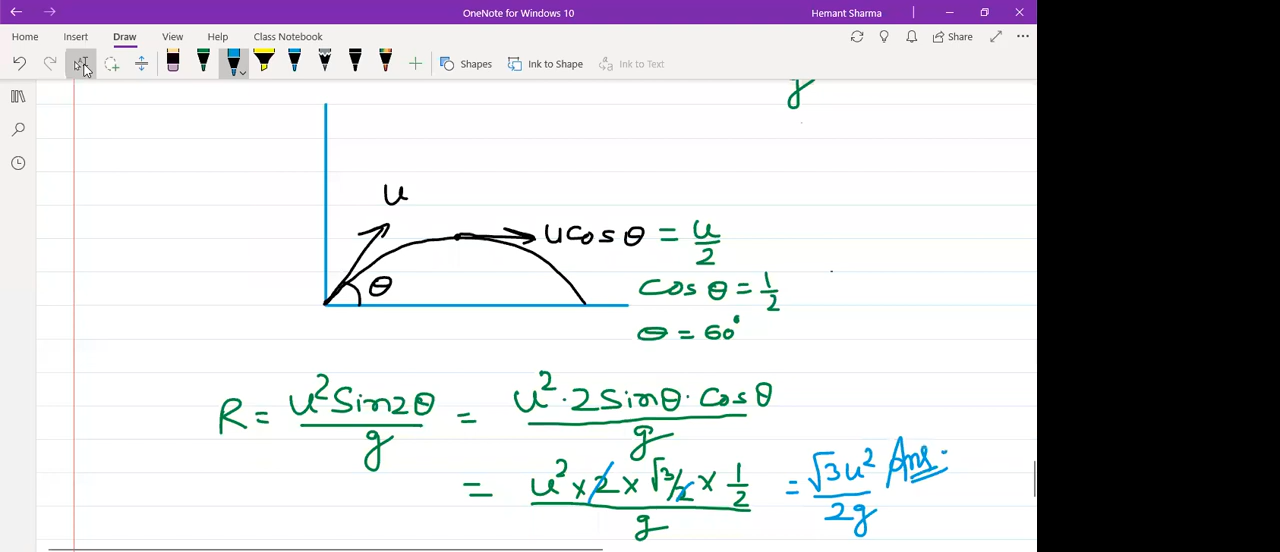 OneNote for Windows 10
Hemant Sharma
Home Insert Draw View Help Class Notebook
Share
Shapes Ink to Shape Ink to Text
g
u
u cos θ = u/2
θ
cos θ = 1/2
θ = 60°
R = u² Sin2θ / g = u² · 2 Sinθ · cos θ / g
= u² × 2 × √3/2 × 1/2 / g = √3u² / 2g Ans.